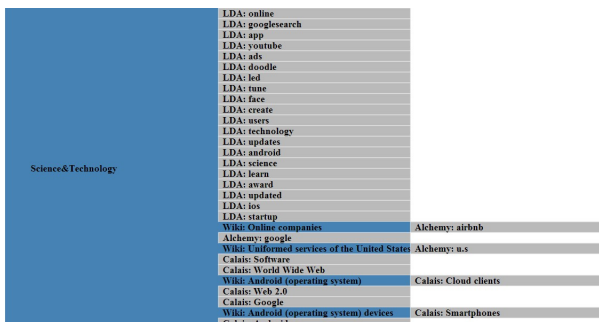 LDA: online
LDA: googlesearch
LDA: app
LDA: youtube
LDA: ads
LDA: doodle
LDA: led
LDA: tune
LDA: face
LDA: create
LDA: users
LDA: technology
LDA: updates
LDA: android
LDA: science
Science&Technology
LDA: learn
LDA: award
LDA: updated
LDA: ios
LDA: startup
Wiki: Online companies Alchemy: airbnb
Alchemy: google
Wiki: Uniformed services of the United States Alchemy: u.s
Calais: Software
Calais: World Wide Web
Wiki: Android (operating system) Calais: Cloud clients
Calais: Web 2.0
Calais: Google
Wiki: Android (operating system) devices Calais: Smartphones